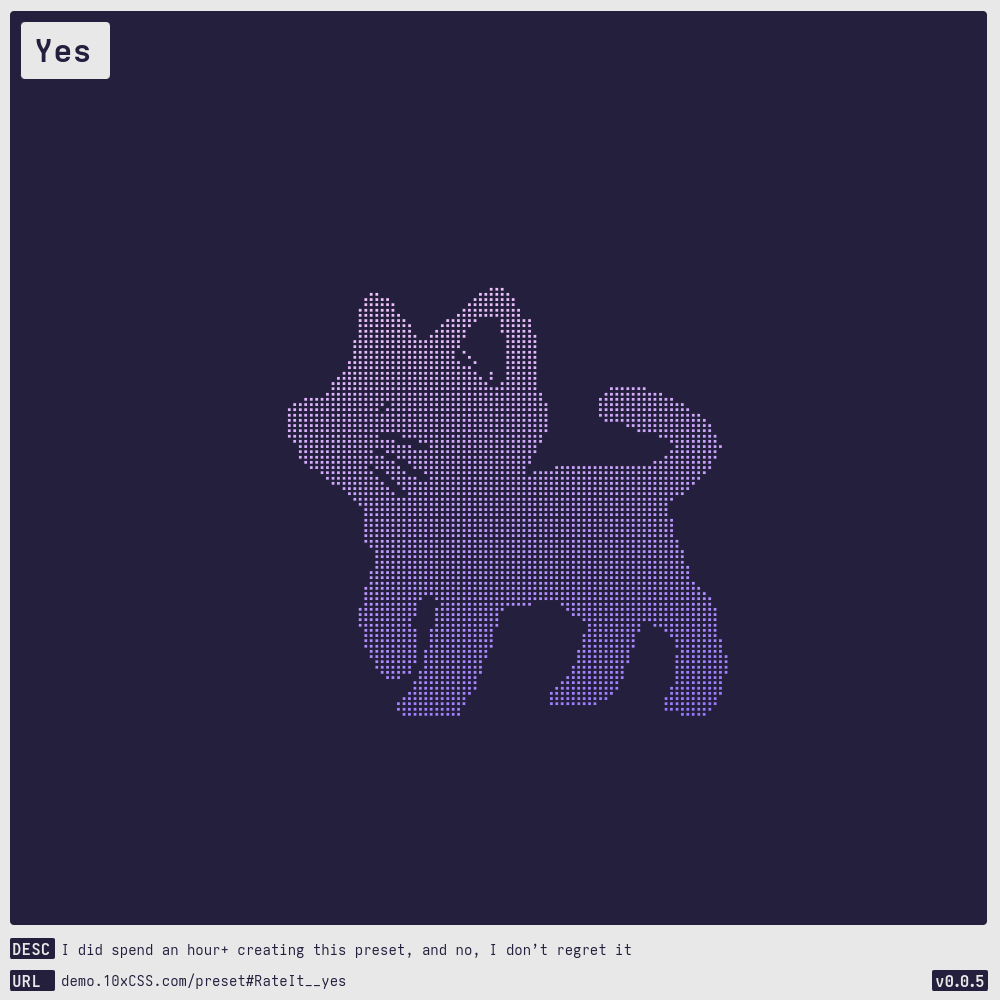 Yes
DESC I did spend an hour+ creating this preset, and no, I don’t regret it
URL demo.10xCSS.com/preset#RateIt__yes
v0.0.5